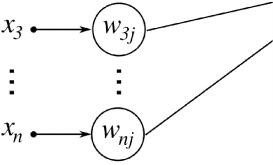 x3 w3j
⋮ ⋮
xn wnj